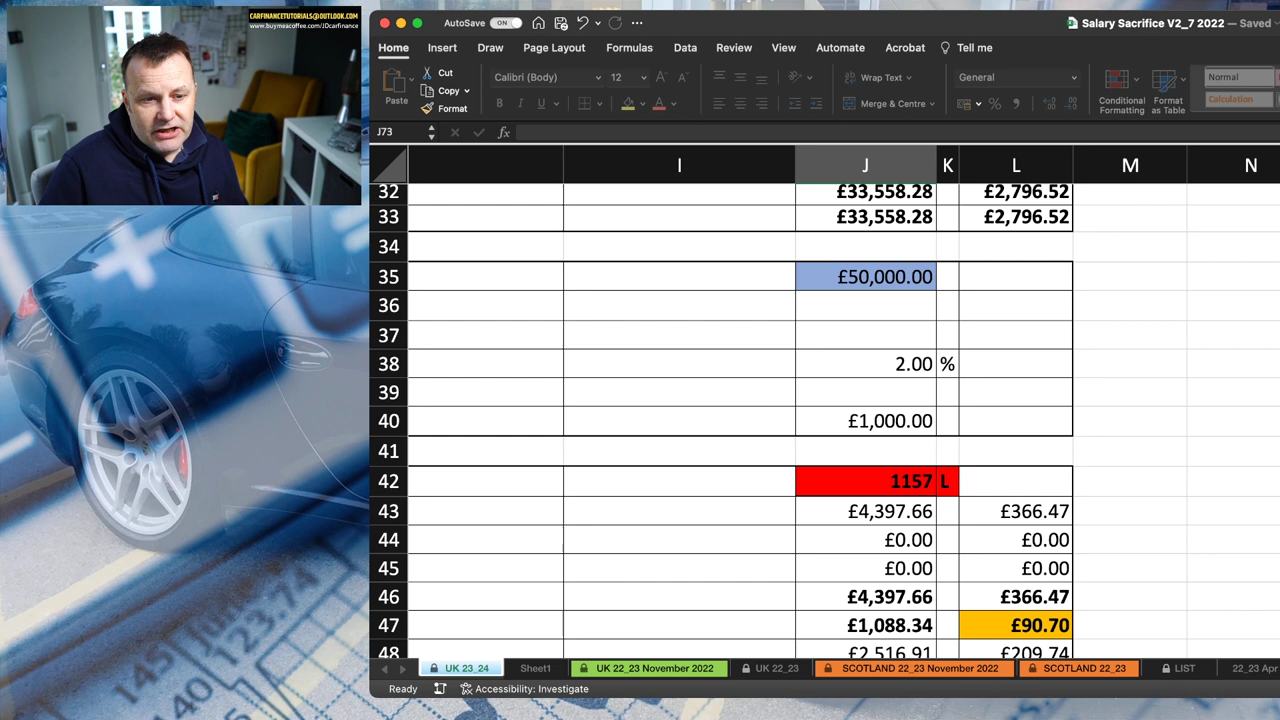 CARFINANCETUTORIALS@OUTLOOK.COM
www.buymeacoffee.com/JDcarfinance
AutoSave ON
Salary Sacrifice V2_7 2022 — Saved
Home Insert Draw Page Layout Formulas Data Review View Automate Acrobat Tell me
Paste
Cut
Copy
Format
Calibri (Body) 12
B I U
A A
Wrap Text
Merge & Centre
General
Conditional Formatting
Format as Table
Normal
Calculation
J73 fx
I J K L M N
32 £33,558.28 £2,796.52
33 £33,558.28 £2,796.52
34
35 £50,000.00
36
37
38 2.00 %
39
40 £1,000.00
41
42 1157 L
43 £4,397.66 £366.47
44 £0.00 £0.00
45 £0.00 £0.00
46 £4,397.66 £366.47
47 £1,088.34 £90.70
48 £2,516.91 £209.74
UK 23_24 Sheet1 UK 22_23 November 2022 UK 22_23 SCOTLAND 22_23 November 2022 SCOTLAND 22_23 LIST 22_23 Apr
Ready Accessibility: Investigate